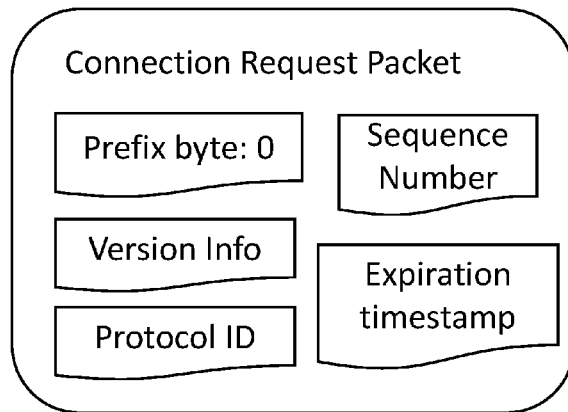 Connection Request Packet
Prefix byte: 0
Version Info
Protocol ID
Sequence
Number
Expiration
timestamp